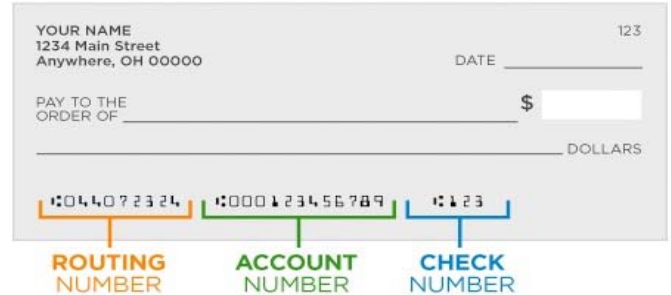 YOUR NAME 123
1234 Main Street
Anywhere, OH 00000
DATE
PAY TO THE
ORDER OF
$
DOLLARS
⑆044072324 ⑆000123456789 ⑆123
ROUTING NUMBER
ACCOUNT NUMBER
CHECK NUMBER